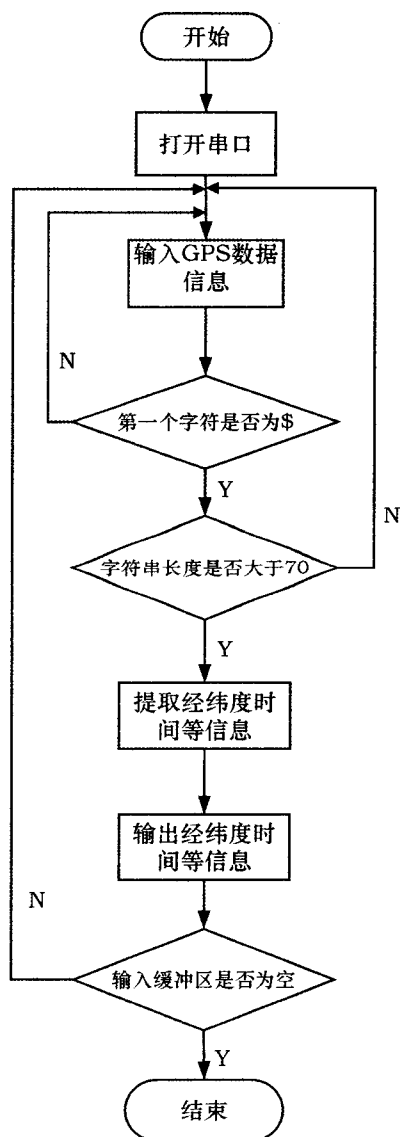 开始
打开串口
输入GPS数据
信息
N
第一个字符是否为$
Y
N
字符串长度是否大于70
Y
提取经纬度时
间等信息
输出经纬度时
间等信息
N
输入缓冲区是否为空
Y
结束